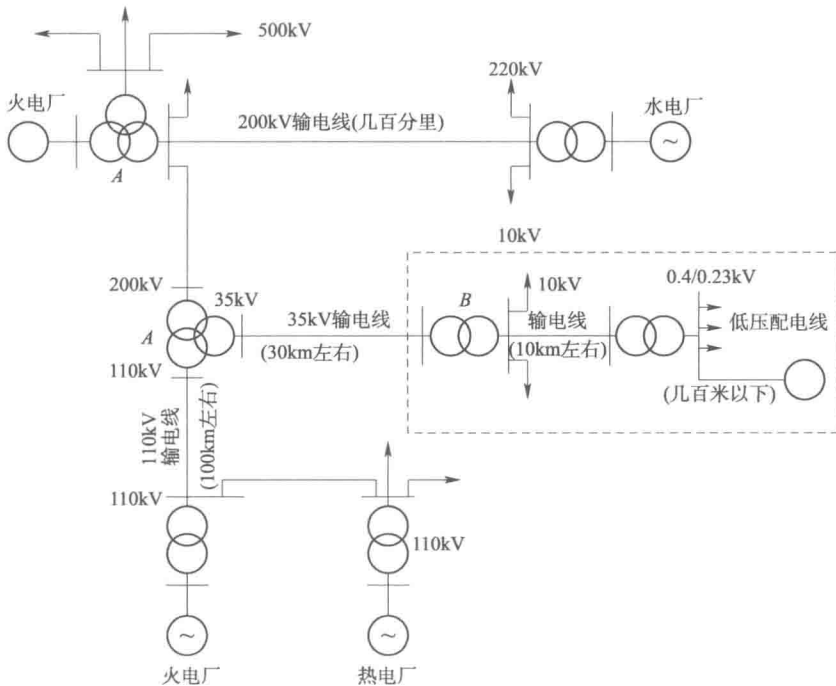 500kV
220kV
火电厂
水电厂
200kV输电线(几百分里)
~
A
10kV
200kV
35kV
B
10kV
0.4/0.23kV
A
35kV输电线
输电线
低压配电线
(30km左右)
(10km左右)
110kV
(几百米以下)
110kV
输电线
(100km左右)
110kV
110kV
~
~
火电厂
热电厂